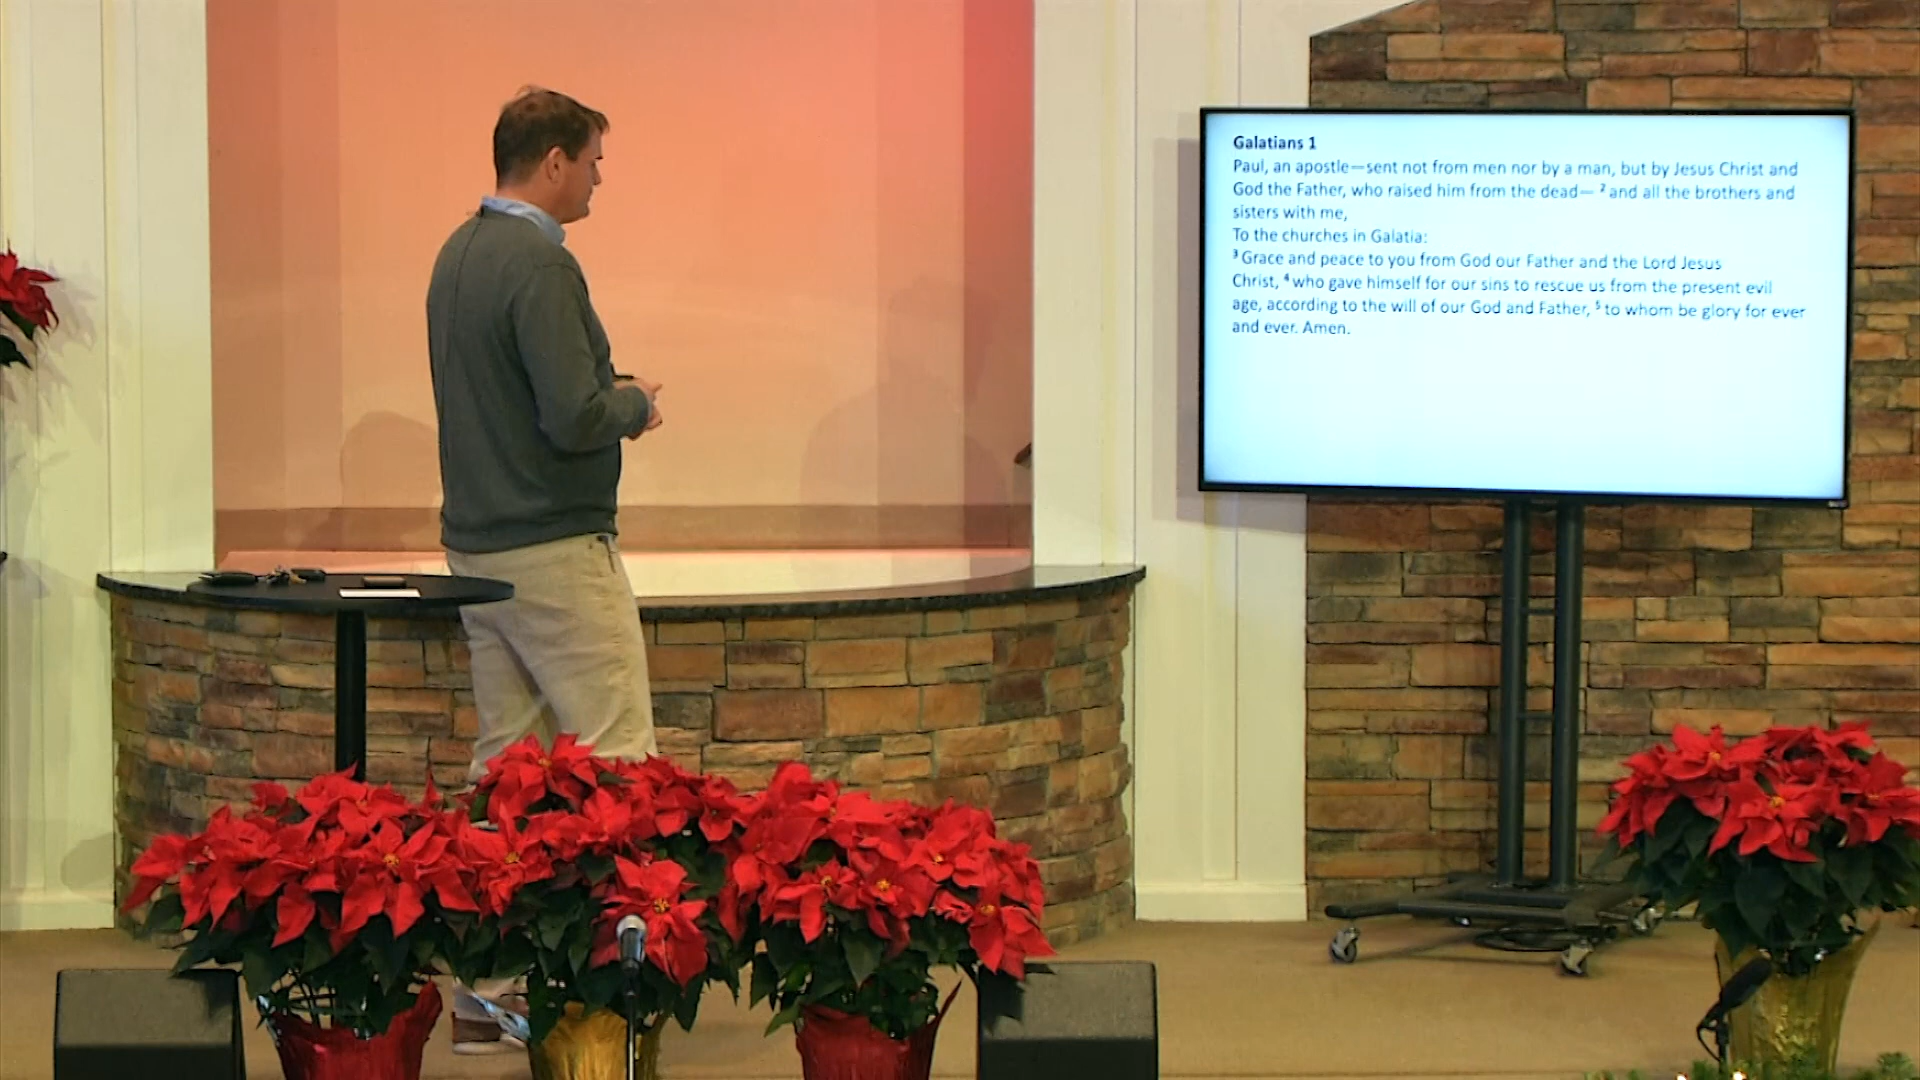 Galatians 1
Paul, an apostle—sent not from men nor by a man, but by Jesus Christ and
God the Father, who raised him from the dead— ² and all the brothers and
sisters with me,
To the churches in Galatia:
³ Grace and peace to you from God our Father and the Lord Jesus
Christ, ⁴ who gave himself for our sins to rescue us from the present evil
age, according to the will of our God and Father, ⁵ to whom be glory for ever
and ever. Amen.